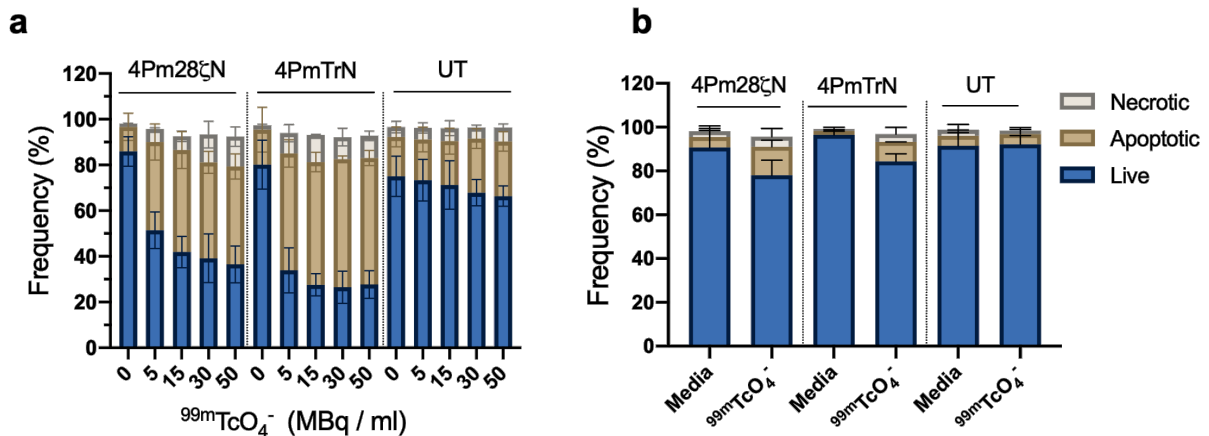 a
4Pm28ζN 4PmTrN UT
Frequency (%)
120
100
80
60
40
20
0
0 5 15 30 50 0 5 15 30 50 0 5 15 30 50
⁹⁹ᵐTcO₄⁻ (MBq / ml)
b
4Pm28ζN 4PmTrN UT
Frequency (%)
120
100
80
60
40
20
0
Media ⁹⁹ᵐTcO₄⁻ Media ⁹⁹ᵐTcO₄⁻ Media ⁹⁹ᵐTcO₄⁻
Necrotic
Apoptotic
Live